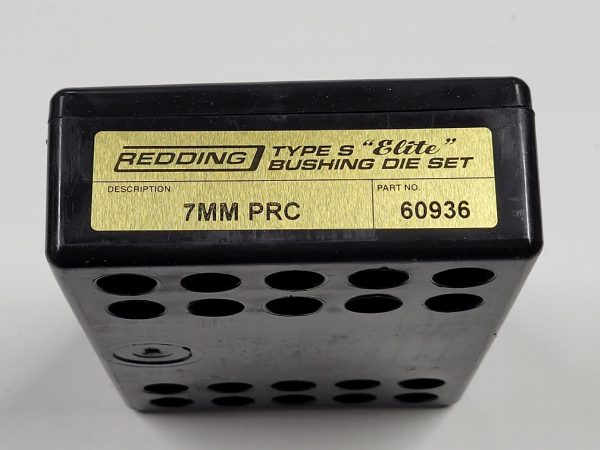 REDDING TYPE S "Elite"
BUSHING DIE SET
DESCRIPTION PART NO.
7MM PRC 60936